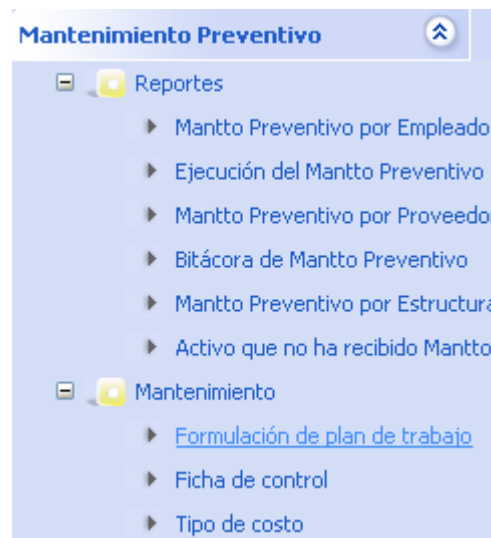 Mantenimiento Preventivo
Reportes
Mantto Preventivo por Empleado
Ejecución del Mantto Preventivo
Mantto Preventivo por Proveedor
Bitácora de Mantto Preventivo
Mantto Preventivo por Estructura
Activo que no ha recibido Mantto
Mantenimiento
Formulación de plan de trabajo
Ficha de control
Tipo de costo